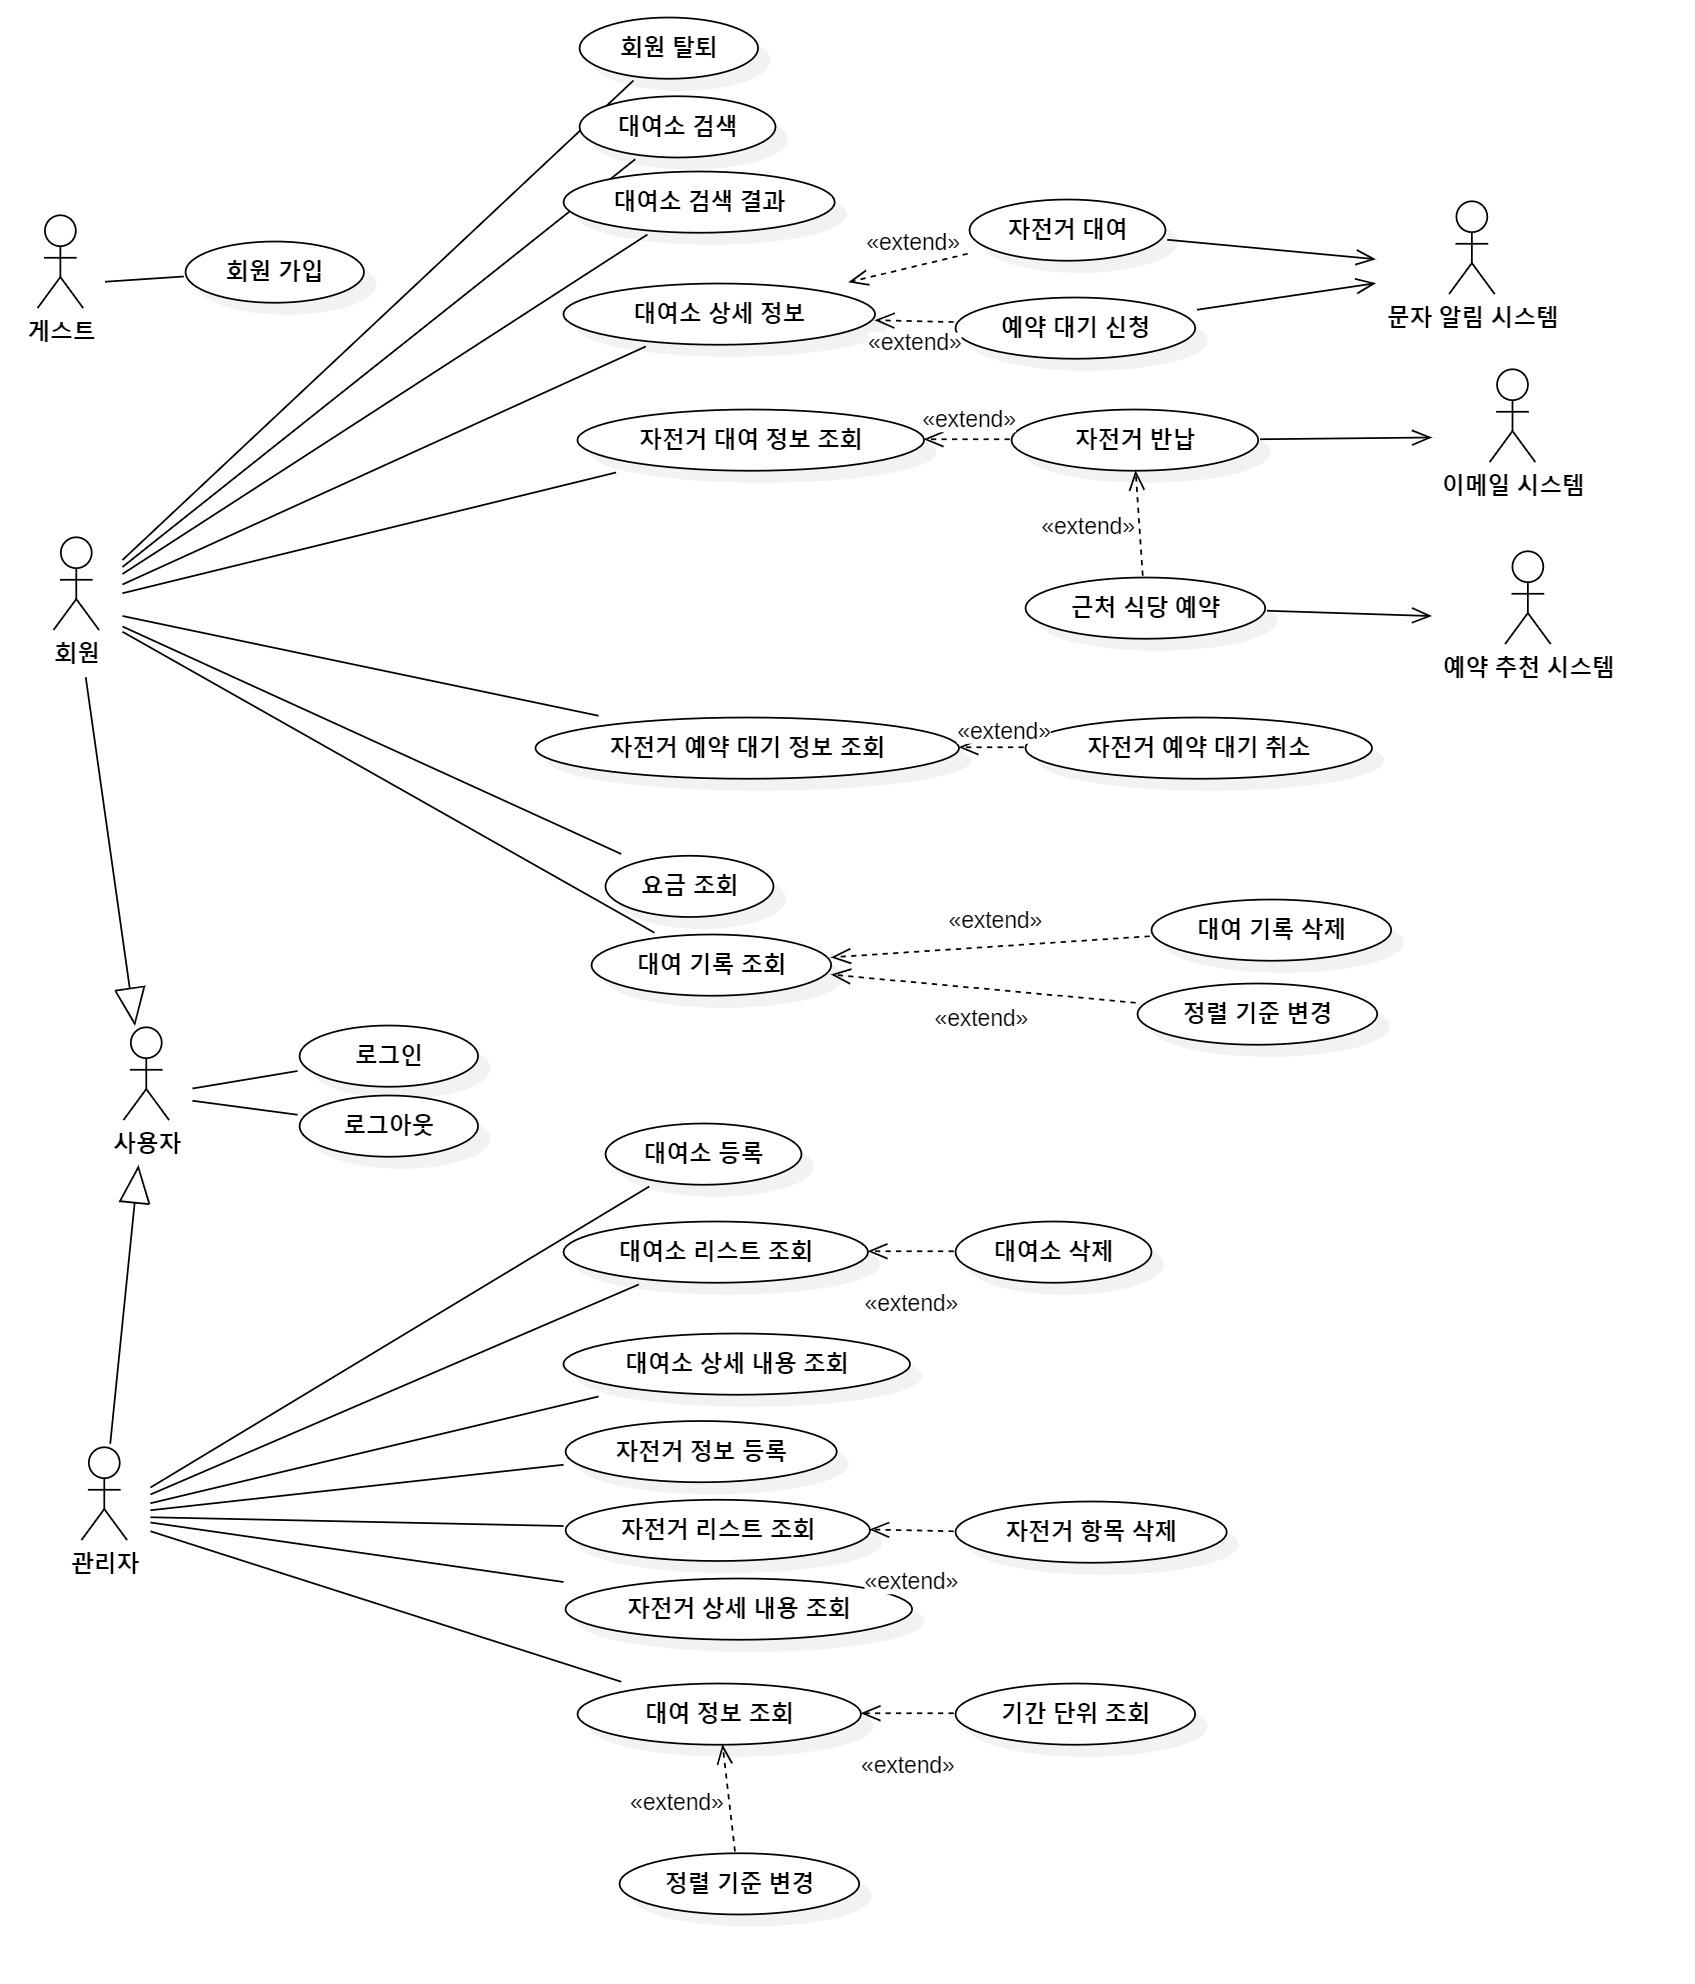 회원 탈퇴
대여소 검색
대여소 검색 결과
게스트
회원 가입
«extend»
자전거 대여
문자 알림 시스템
대여소 상세 정보
«extend»
예약 대기 신청
자전거 대여 정보 조회
«extend»
자전거 반납
이메일 시스템
«extend»
근처 식당 예약
예약 추천 시스템
회원
자전거 예약 대기 정보 조회
«extend»
자전거 예약 대기 취소
요금 조회
대여 기록 조회
«extend»
대여 기록 삭제
«extend»
정렬 기준 변경
로그인
로그아웃
사용자
대여소 등록
대여소 리스트 조회
대여소 삭제
«extend»
대여소 상세 내용 조회
자전거 정보 등록
자전거 리스트 조회
자전거 항목 삭제
«extend»
관리자
자전거 상세 내용 조회
대여 정보 조회
기간 단위 조회
«extend»
«extend»
정렬 기준 변경